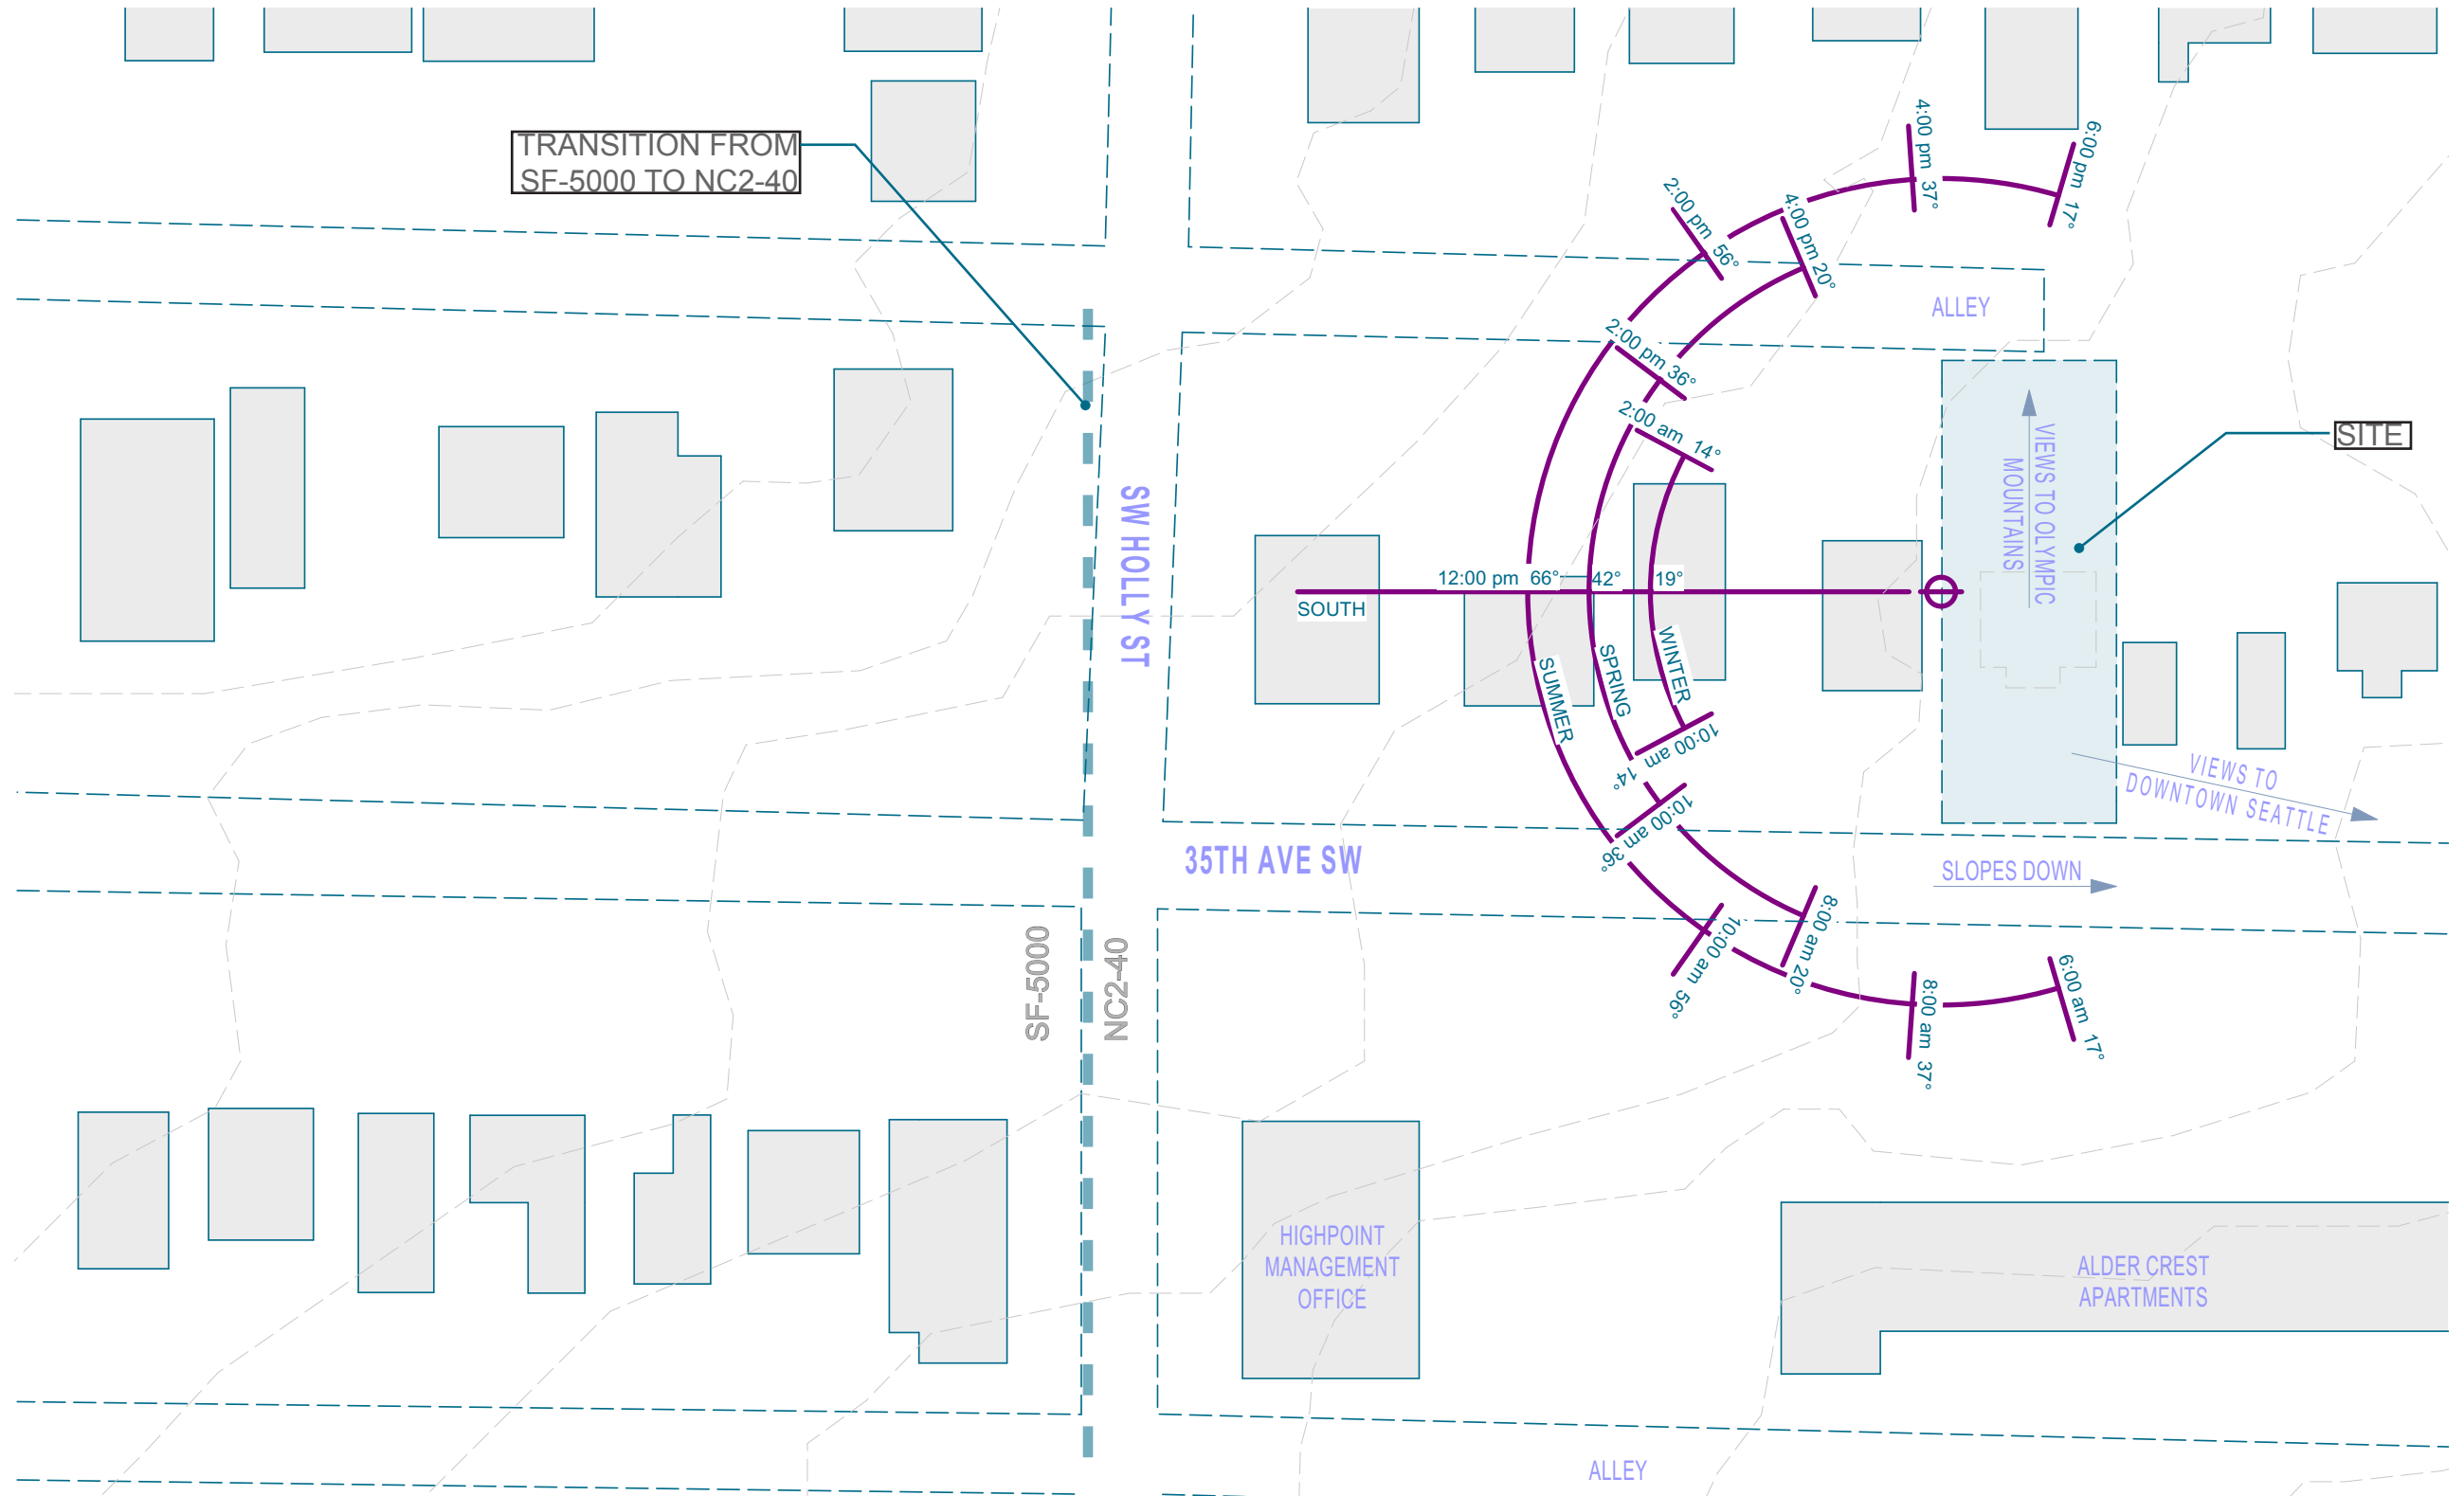 TRANSITION FROM
SF-5000 TO NC2-40
4:00 pm 37°
6:00 pm 17°
2:00 pm 56°
4:00 pm 20°
ALLEY
2:00 pm 36°
2:00 am 14°
SITE
VIEWS TO OLYMPIC
MOUNTAINS
SW HOLLY ST
12:00 pm 66°
42°
19°
SOUTH
SUMMER
SPRING
WINTER
10:00 am 14°
VIEWS TO
DOWNTOWN SEATTLE
10:00 am 36°
35TH AVE SW
SLOPES DOWN
8:00 am 20°
10:00 am 56°
SF-5000
NC2-40
8:00 am 37°
6:00 am 17°
HIGHPOINT
MANAGEMENT
OFFICE
ALDER CREST
APARTMENTS
ALLEY